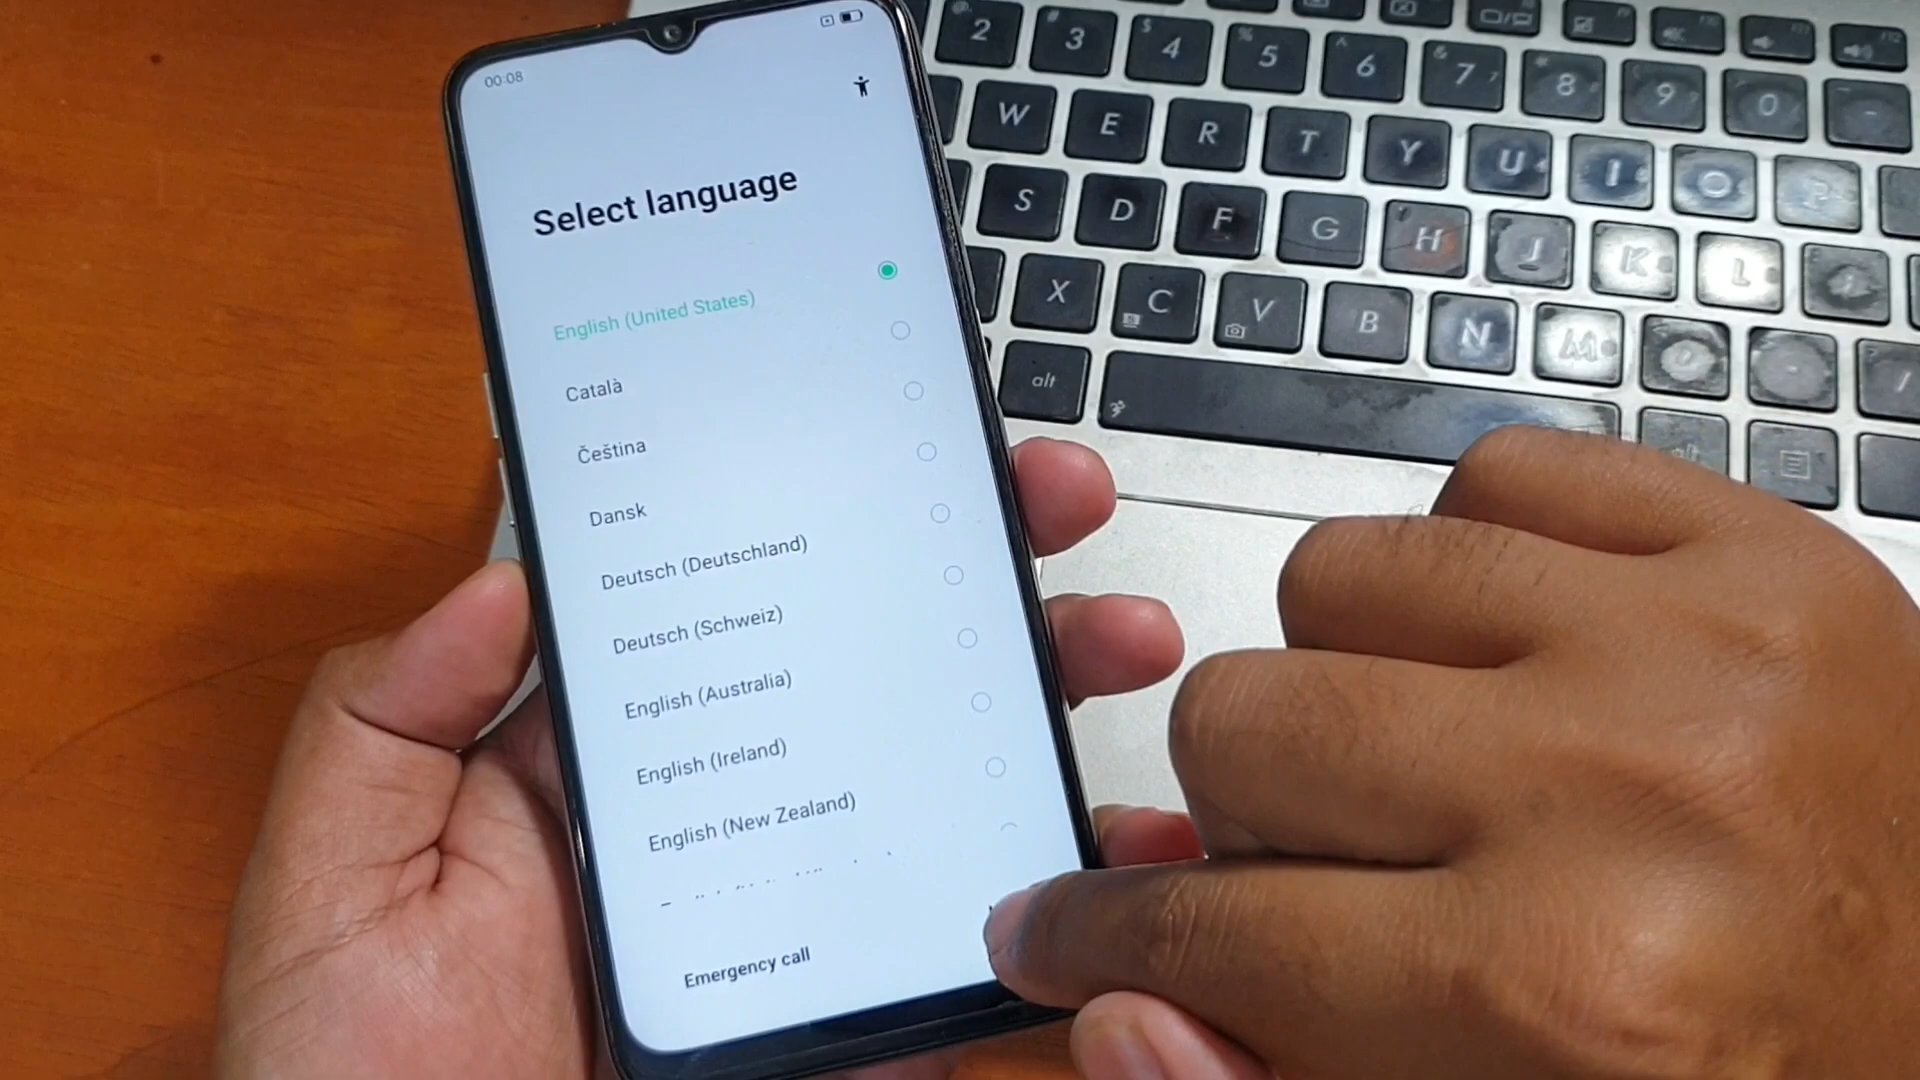 00:08
Select language
English (United States)
Català
Čeština
Dansk
Deutsch (Deutschland)
Deutsch (Schweiz)
English (Australia)
English (Ireland)
English (New Zealand)
Emergency call
2 3 4 5 6 7 8 9 0 -
W E R T Y U I O P
S D F G H J K L
X C V B N M
alt
alt